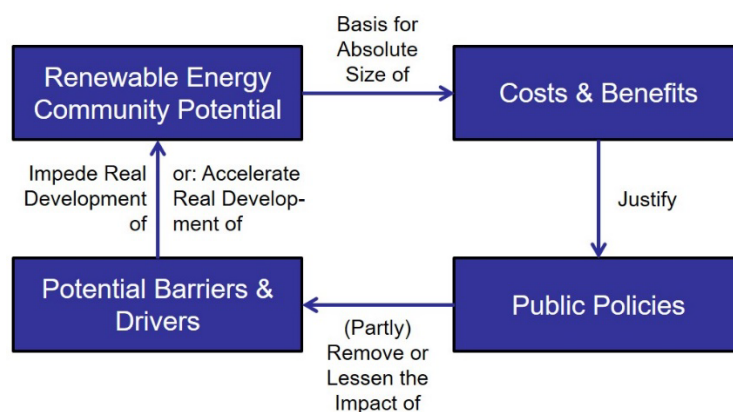 Basis for
Absolute
Size of
Renewable Energy
Community Potential
Costs & Benefits
Impede Real
Development
of
or: Accelerate
Real Develop-
ment of
Justify
Potential Barriers &
Drivers
Public Policies
(Partly)
Remove or
Lessen the
Impact of